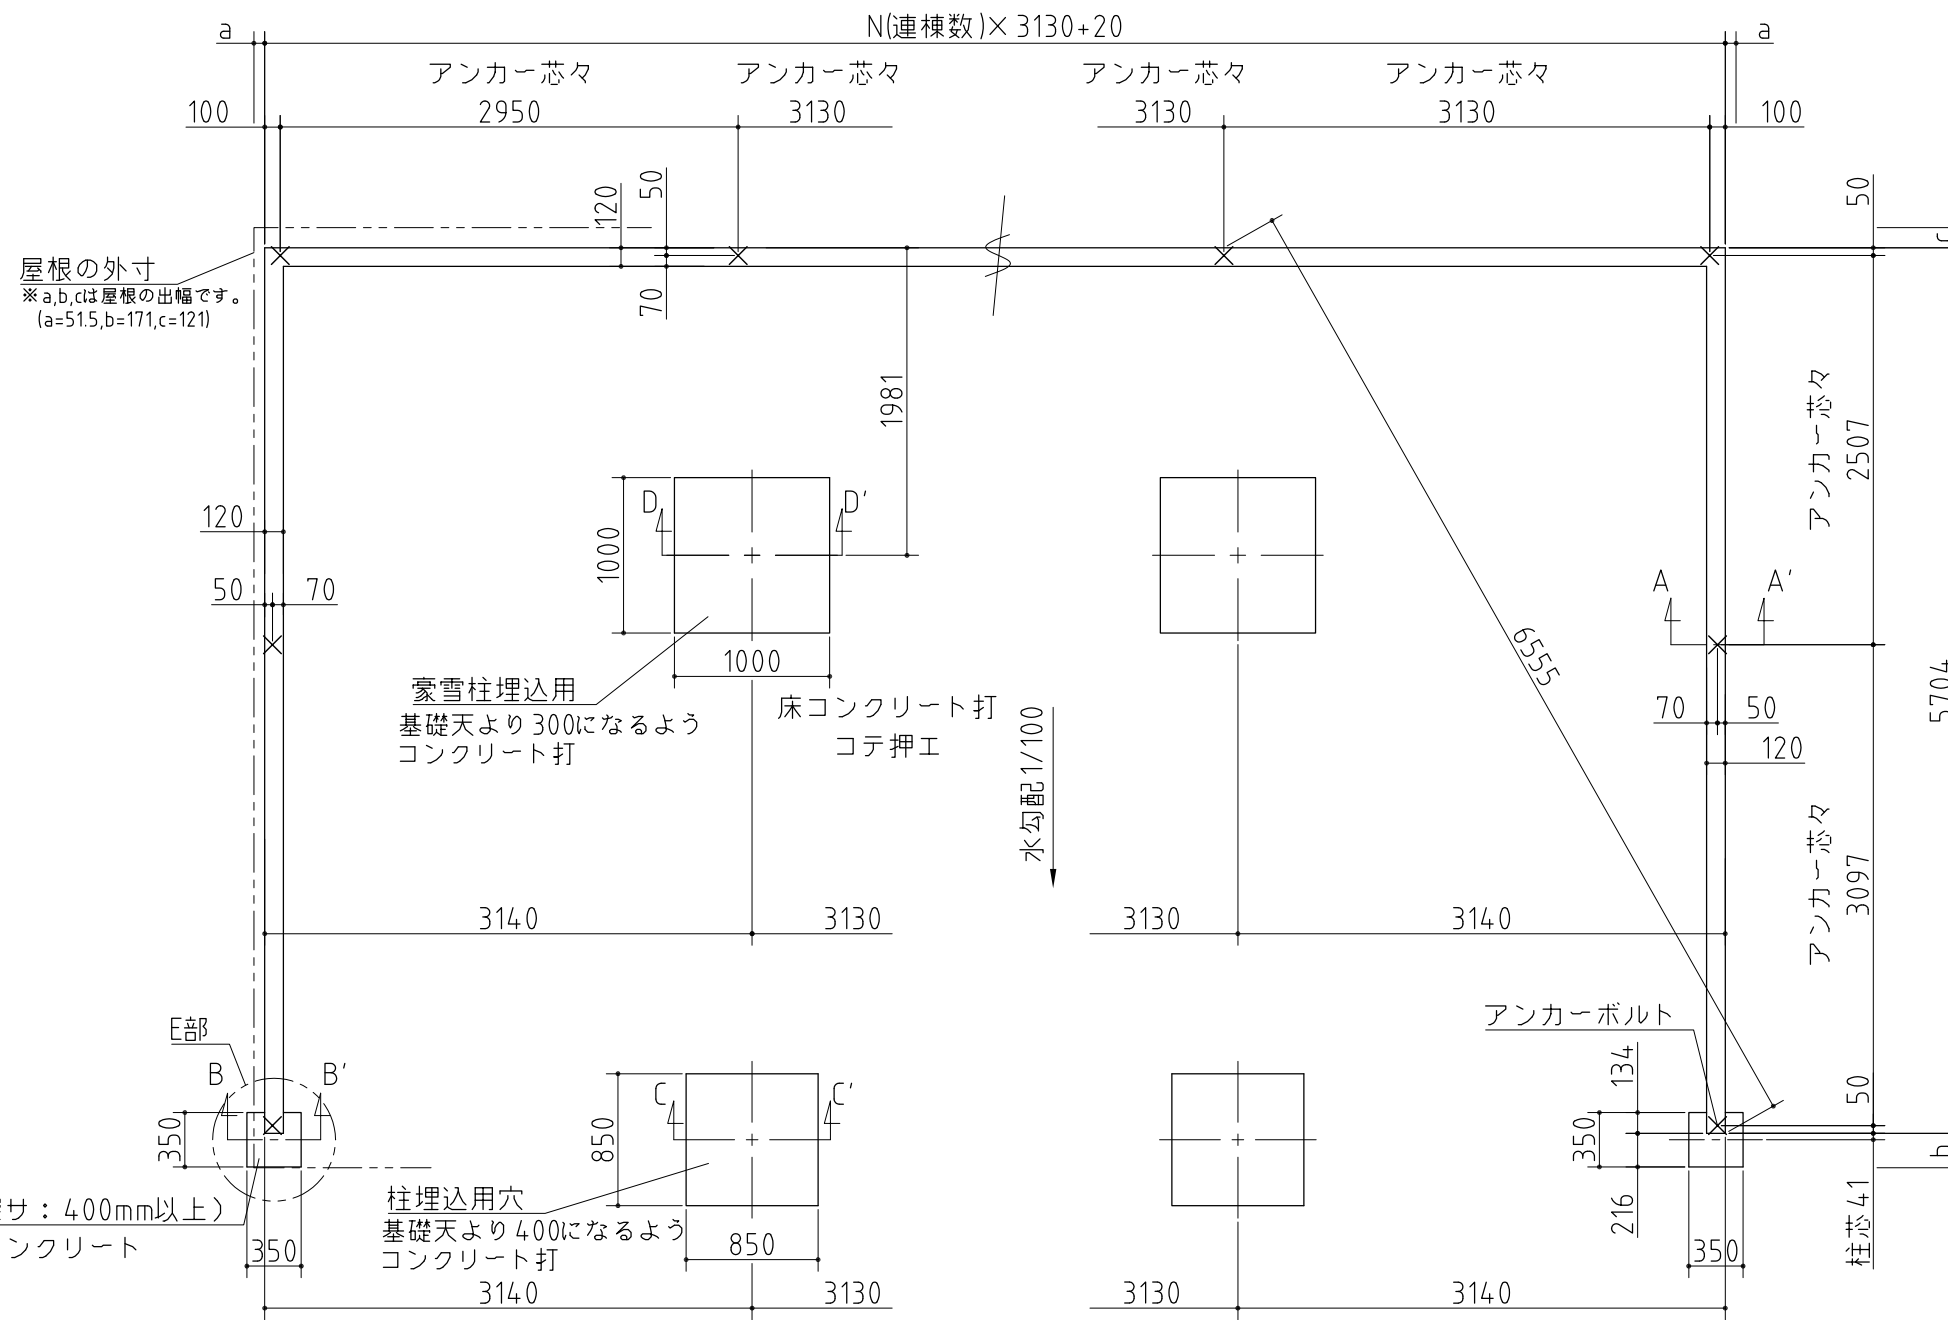 N(連棟数)×3130+20
a
a
アンカー芯々
アンカー芯々
アンカー芯々
アンカー芯々
100
2950
3130
3130
3130
100
120
50
50
屋根の外寸
※a,b,cは屋根の出幅です。
(a=51.5,b=171,c=121)
70
1981
アンカー芯々
2507
120
D
D'
1000
50
70
A
A'
1000
6555
5704
豪雪柱埋込用
基礎天より300になるよう
コンクリート打
床コンクリート打
コテ押エ
70
50
120
水勾配1/100
アンカー芯々
3097
3140
3130
3130
3140
E部
アンカーボルト
B
B'
C
C'
134
50
350
850
350
b
柱埋込用穴
基礎天より400になるよう
コンクリート打
サ：400mm以上)
ンクリート
216
柱芯41
350
850
350
3140
3130
3130
3140